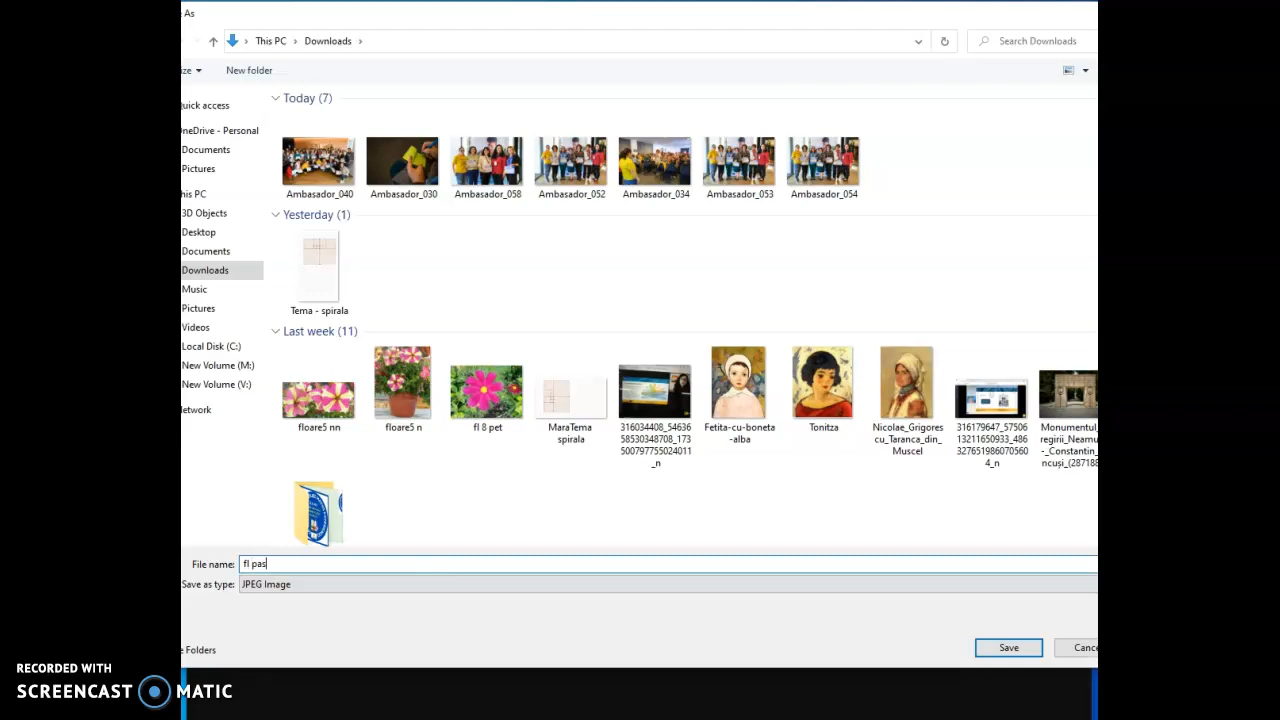 As
This PC > Downloads >
Search Downloads
ze
New folder
uick access
OneDrive - Personal
Documents
Pictures
his PC
3D Objects
Desktop
Documents
Downloads
Music
Pictures
Videos
Local Disk (C:)
New Volume (M:)
New Volume (V:)
etwork
Today (7)
Ambasador_040
Ambasador_030
Ambasador_058
Ambasador_052
Ambasador_034
Ambasador_053
Ambasador_054
Yesterday (1)
Tema - spirala
Last week (11)
floare5 nn
floare5 n
fl 8 pet
MaraTema
spirala
316034408_54636
58530348708_173
500797755024011
_n
Fetita-cu-boneta
-alba
Tonitza
Nicolae_Grigores
cu_Taranca_din_
Muscel
316179647_57506
13211650933_486
327651986070560
4_n
Monumental_
regirii_Neamu
-_Constantin_
ncuși_(287188
File name: fl pas
Save as type: JPEG Image
e Folders
Save
Cance
RECORDED WITH
SCREENCAST MATIC